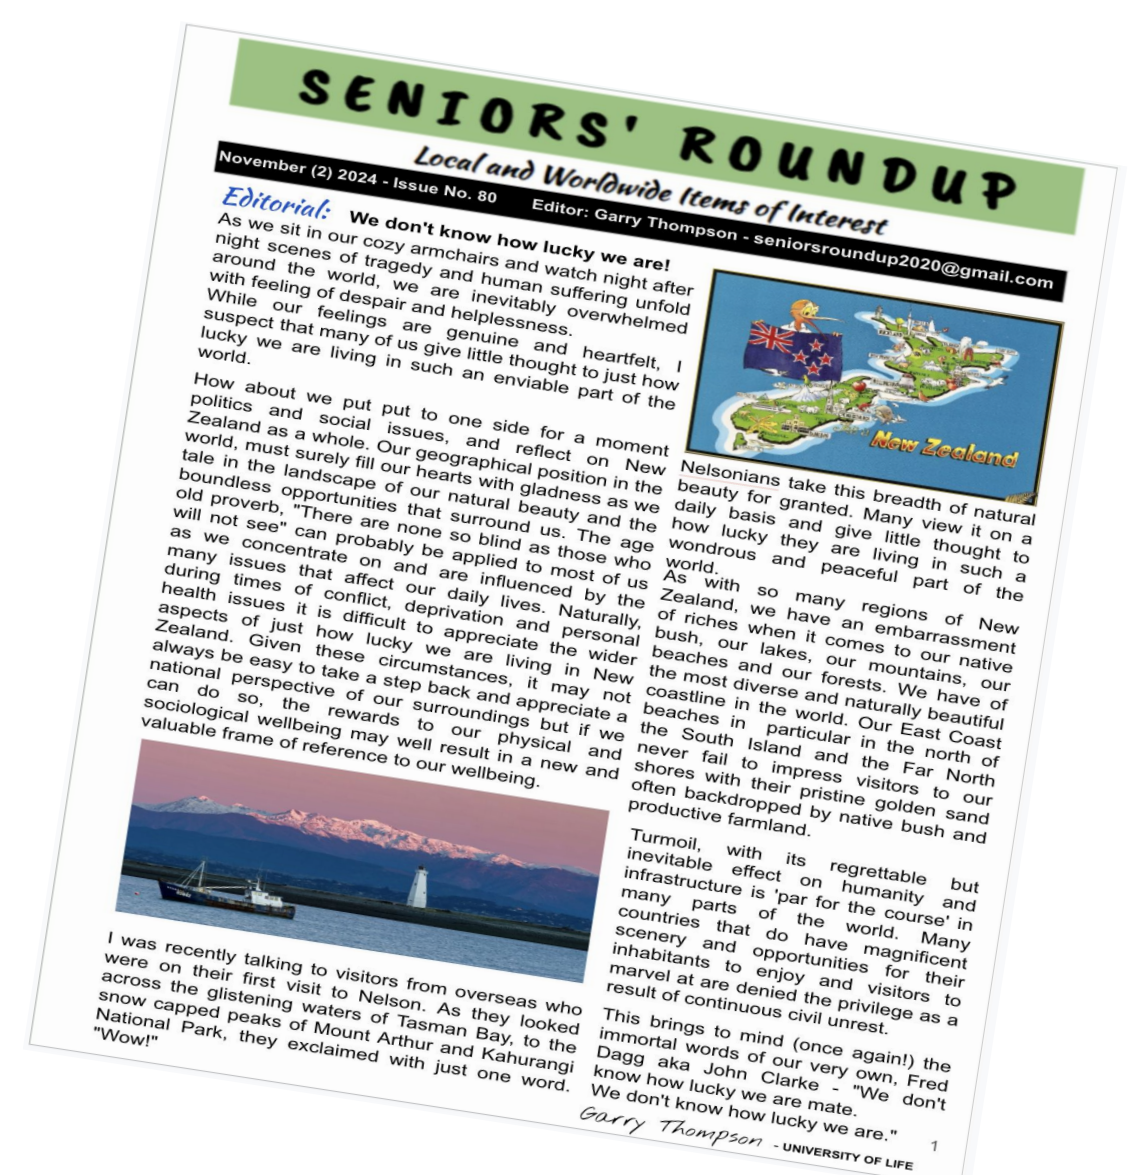 SENIORS' ROUNDUP
Local and Worldwide Items of Interest
November (2) 2024 - Issue No. 80 Editor: Garry Thompson - seniorsroundup2020@gmail.com
Editorial: We don't know how lucky we are!
As we sit in our cozy armchairs and watch night after
night scenes of tragedy and human suffering unfold
around the world, we are inevitably overwhelmed
with feeling of despair and helplessness.
While our feelings are genuine and heartfelt, I
suspect that many of us give little thought to just how
lucky we are living in such an enviable part of the
world.
How about we put put to one side for a moment
politics and social issues, and reflect on New
Zealand as a whole. Our geographical position in the
world, must surely fill our hearts with gladness as we
tale in the landscape of our natural beauty and the
boundless opportunities that surround us. The age
old proverb, "There are none so blind as those who
will not see" can probably be applied to most of us
as we concentrate on and are influenced by the
many issues that affect our daily lives. Naturally,
during times of conflict, deprivation and personal
health issues it is difficult to appreciate the wider
aspects of just how lucky we are living in New
Zealand. Given these circumstances, it may not
always be easy to take a step back and appreciate a
national perspective of our surroundings but if we
can do so, the rewards to our physical and
sociological wellbeing may well result in a new and
valuable frame of reference to our wellbeing.
I was recently talking to visitors from overseas who
were on their first visit to Nelson. As they looked
across the glistening waters of Tasman Bay, to the
snow capped peaks of Mount Arthur and Kahurangi
National Park, they exclaimed with just one word.
"Wow!"
New Zealand
Nelsonians take this breadth of natural
beauty for granted. Many view it on a
daily basis and give little thought to
how lucky they are living in such a
wondrous and peaceful part of the
world.
As with so many regions of New
Zealand, we have an embarrassment
of riches when it comes to our native
bush, our lakes, our mountains, our
beaches and our forests. We have of
the most diverse and naturally beautiful
coastline in the world. Our East Coast
beaches in particular in the north of
the South Island and the Far North
never fail to impress visitors to our
shores with their pristine golden sand
often backdropped by native bush and
productive farmland.
Turmoil, with its regrettable but
inevitable effect on humanity and
infrastructure is 'par for the course' in
many parts of the world. Many
countries that do have magnificent
scenery and opportunities for their
inhabitants to enjoy and visitors to
marvel at are denied the privilege as a
result of continuous civil unrest.
This brings to mind (once again!) the
immortal words of our very own, Fred
Dagg aka John Clarke - "We don't
know how lucky we are mate.
We don't know how lucky we are."
Garry Thompson - UNIVERSITY OF LIFE
1